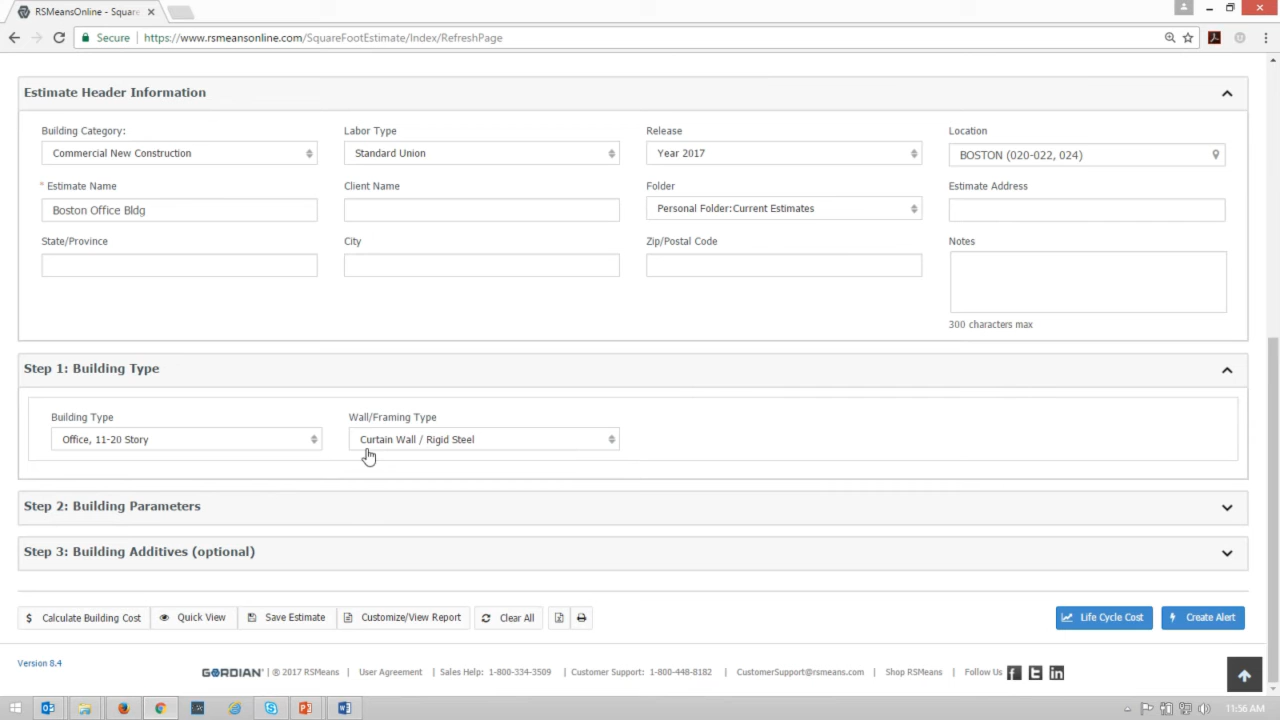 RSMeansOnline - Square
Secure https://www.rsmeansonline.com/SquareFootEstimate/Index/RefreshPage
Estimate Header Information
Building Category: Labor Type Release Location
Commercial New Construction Standard Union Year 2017 BOSTON (020-022, 024)
* Estimate Name Client Name Folder Estimate Address
Boston Office Bldg Personal Folder:Current Estimates
State/Province City Zip/Postal Code Notes
300 characters max
Step 1: Building Type
Building Type Wall/Framing Type
Office, 11-20 Story Curtain Wall / Rigid Steel
Step 2: Building Parameters
Step 3: Building Additives (optional)
$ Calculate Building Cost Quick View Save Estimate Customize/View Report Clear All Life Cycle Cost Create Alert
Version 8.4
GORDIAN® | ® 2017 RSMeans | User Agreement | Sales Help: 1-800-334-3509 | Customer Support: 1-800-448-8182 | CustomerSupport@rsmeans.com | Shop RSMeans | Follow Us
11:56 AM